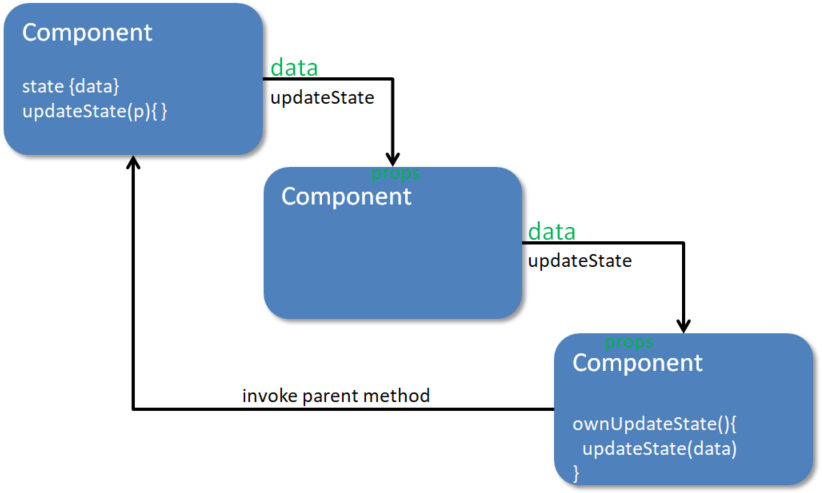 Component
state {data}
updateState(p){ }
data
updateState
props
Component
data
updateState
props
Component
invoke parent method
ownUpdateState(){
updateState(data)
}